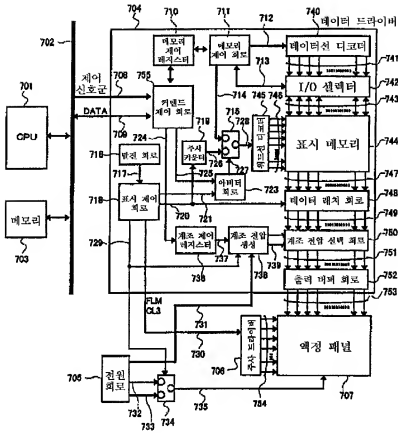 704
데이터 드라이버
702
710
711
712
740
메모리 제어 레지스터
메모리 제어 회로
데이터선 디코더
713
741
701
CPU
제어 신호군
708
755
714
I/O 셀렉터
742
743
커맨드 제어 회로
715
745
746
DATA
709
724
719
728
표시 메모리
744
716
발진 회로
주사 카운터
726
725
727
717
아비터 회로
723
747
메모리
703
718
표시 제어 회로
720
721
데이터 래치 회로
748
729
749
계조 제어 레지스터
계조 전압 생성
계조 전압 선택 회로
750
736
737
738
739
751
출력 버퍼 회로
752
FLM
CL3
753
731
730
705
전원 회로
706
754
액정 패널
707
732
733
734
735